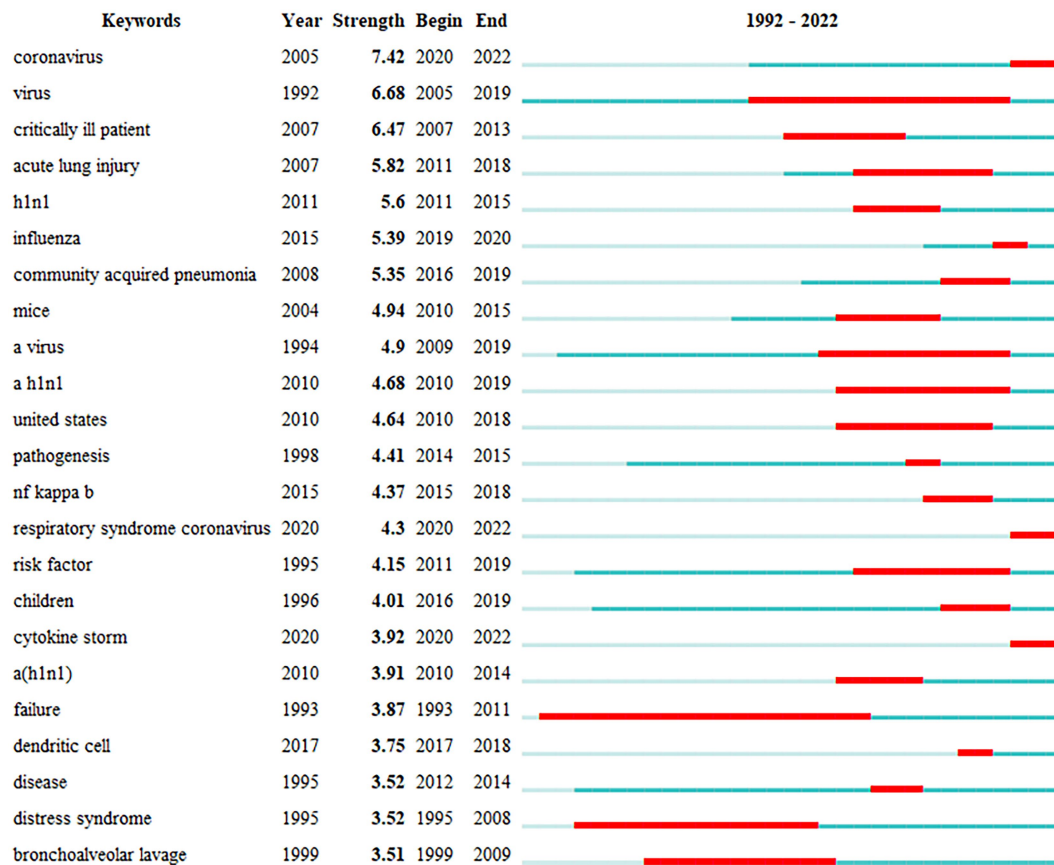 Keywords Year Strength Begin End 1992 - 2022
coronavirus 2005 7.42 2020 2022
virus 1992 6.68 2005 2019
critically ill patient 2007 6.47 2007 2013
acute lung injury 2007 5.82 2011 2018
h1n1 2011 5.6 2011 2015
influenza 2015 5.39 2019 2020
community acquired pneumonia 2008 5.35 2016 2019
mice 2004 4.94 2010 2015
a virus 1994 4.9 2009 2019
a h1n1 2010 4.68 2010 2019
united states 2010 4.64 2010 2018
pathogenesis 1998 4.41 2014 2015
nf kappa b 2015 4.37 2015 2018
respiratory syndrome coronavirus 2020 4.3 2020 2022
risk factor 1995 4.15 2011 2019
children 1996 4.01 2016 2019
cytokine storm 2020 3.92 2020 2022
a(h1n1) 2010 3.91 2010 2014
failure 1993 3.87 1993 2011
dendritic cell 2017 3.75 2017 2018
disease 1995 3.52 2012 2014
distress syndrome 1995 3.52 1995 2008
bronchoalveolar lavage 1999 3.51 1999 2009